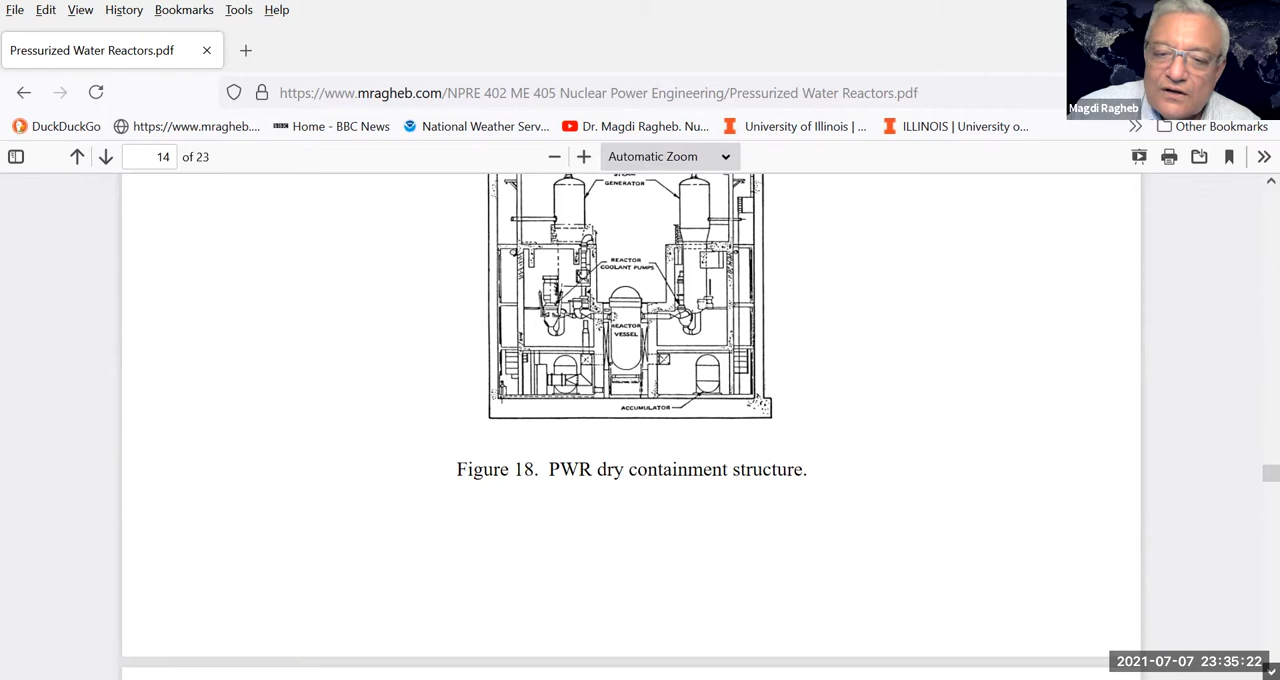 File Edit View History Bookmarks Tools Help
Pressurized Water Reactors.pdf
https://www.mragheb.com/NPRE 402 ME 405 Nuclear Power Engineering/Pressurized Water Reactors.pdf
Magdi Ragheb
DuckDuckGo https://www.mragheb.... Home - BBC News National Weather Serv... Dr. Magdi Ragheb. Nu... University of Illinois |... ILLINOIS | University o... Other Bookmarks
14 of 23 Automatic Zoom
GENERATOR
REACTOR
COOLANT PUMPS
REACTOR
VESSEL
ACCUMULATOR
Figure 18. PWR dry containment structure.
2021-07-07 23:35:22